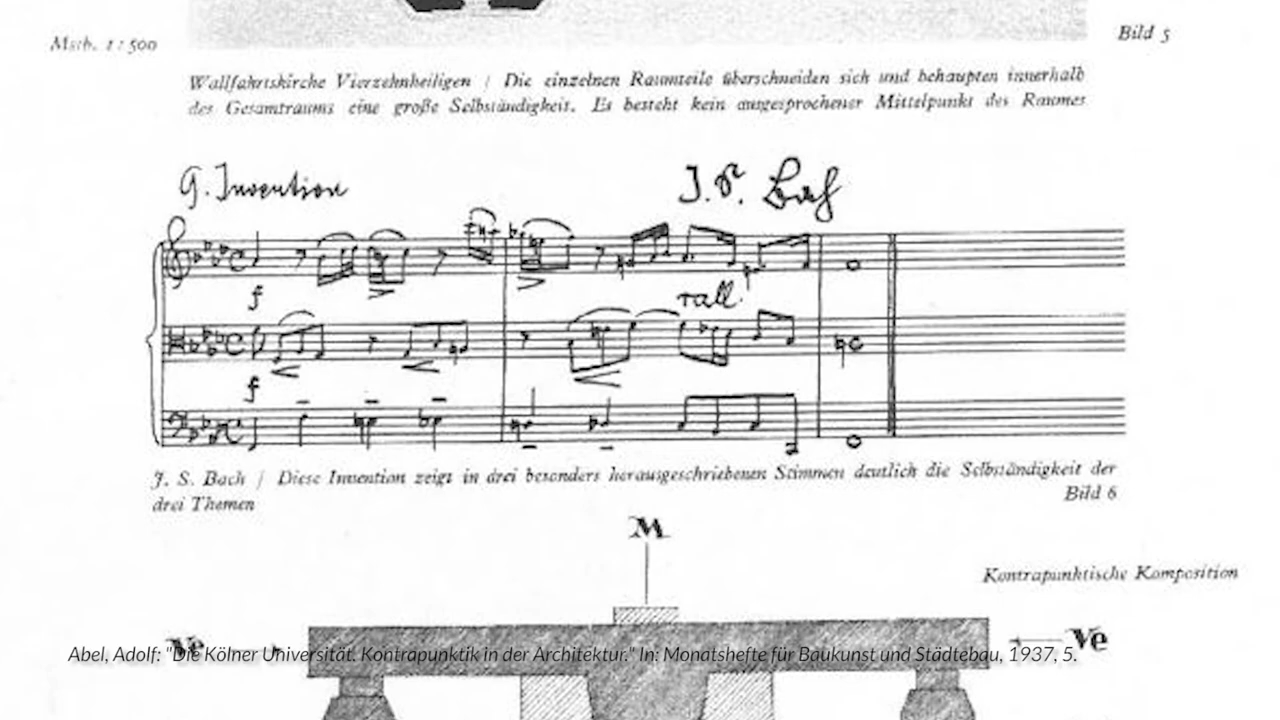 Mstb. 1:500
Bild 5
Wallfahrtskirche Vierzehnheiligen / Die einzelnen Raumteile überschneiden sich und behaupten innerhalb
des Gesamtraums eine große Selbständigkeit. Es besteht kein ausgesprochener Mittelpunkt des Raumes
9. Invention
J. S. Bach
f
rall.
f
J. S. Bach / Diese Invention zeigt in drei besonders herausgeschriebenen Stimmen deutlich die Selbständigkeit der
drei Themen
Bild 6
M
Kontrapunktische Komposition
Ve
Ve
Abel, Adolf: "Die Kölner Universität. Kontrapunktik in der Architektur." In: Monatshefte für Baukunst und Städtebau, 1937, 5.